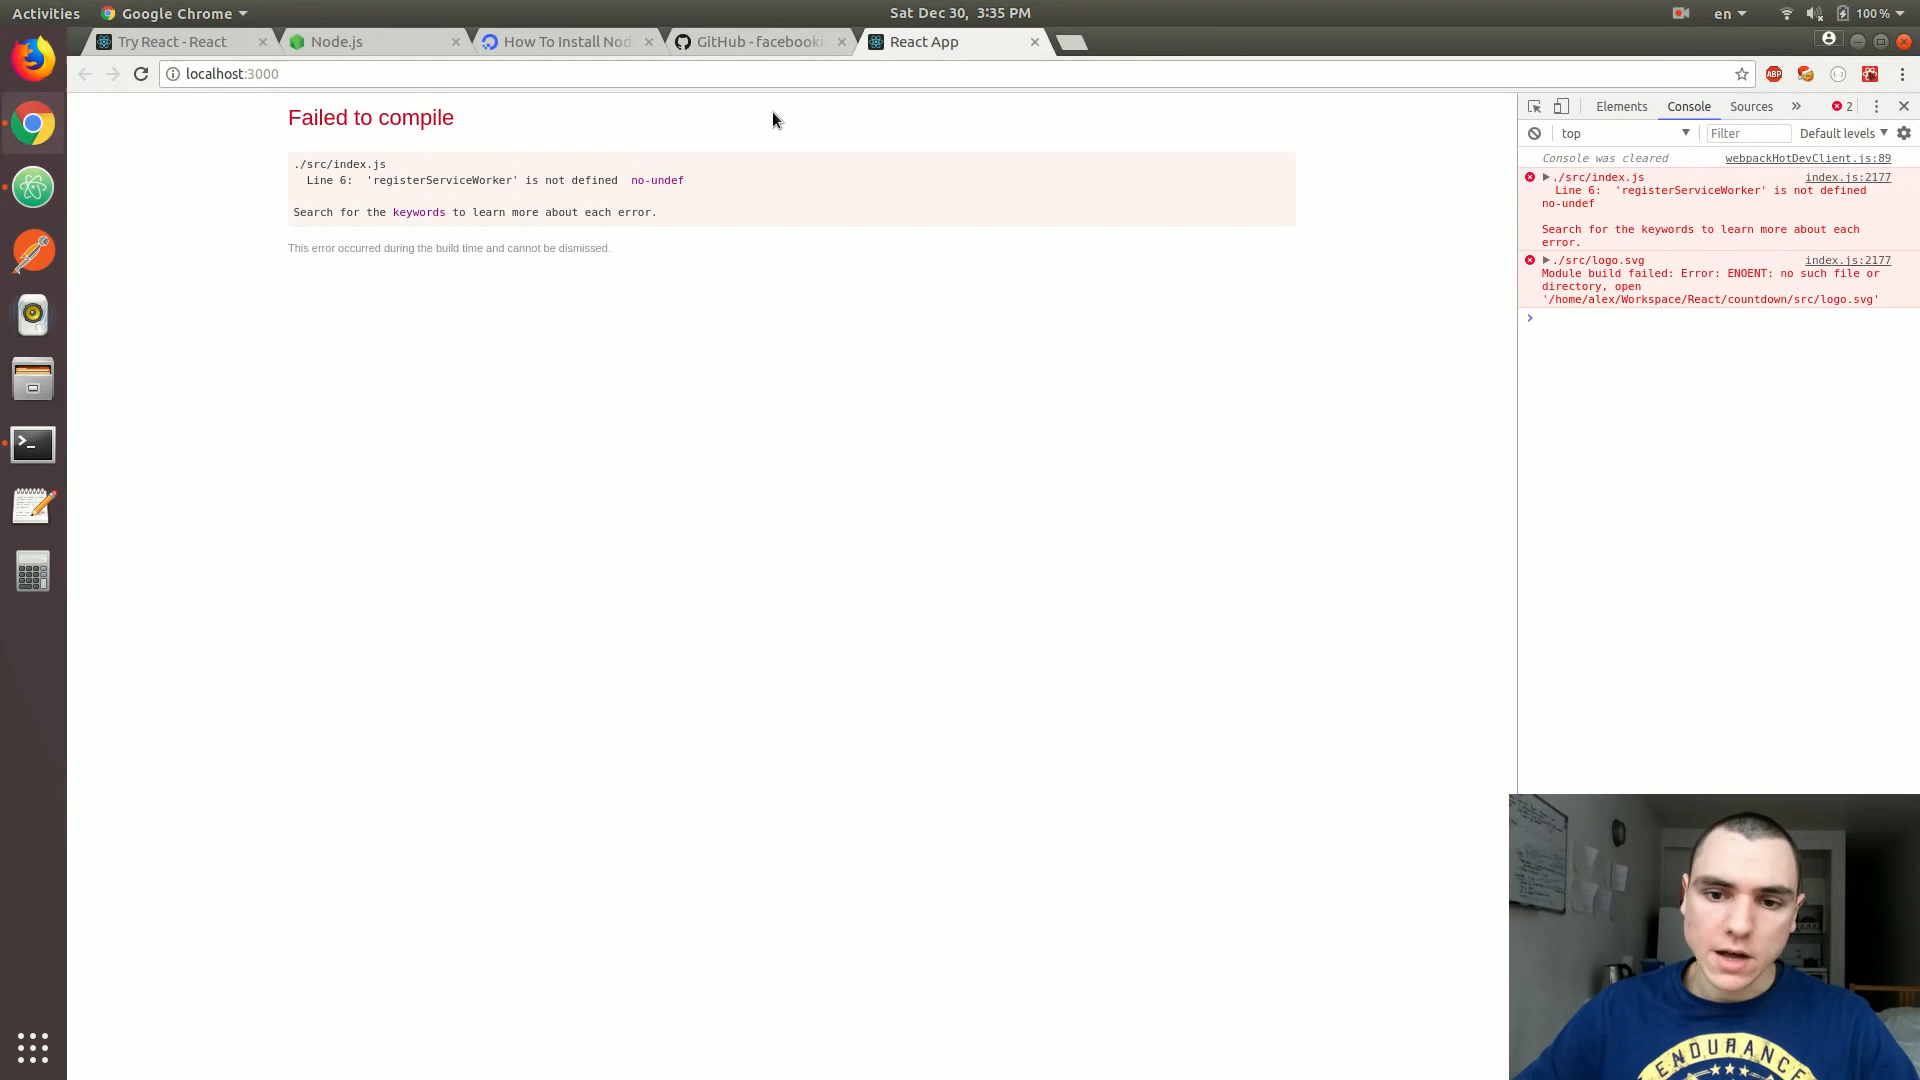 Activities
Google Chrome
Sat Dec 30, 3:35 PM
en
100 %
Try React - React
Node.js
How To Install Nod
GitHub - facebooki
React App
localhost:3000
ABP
Failed to compile
./src/index.js
Line 6: 'registerServiceWorker' is not defined no-undef
Search for the keywords to learn more about each error.
This error occurred during the build time and cannot be dismissed.
Elements
Console
Sources
2
top
Filter
Default levels
Console was cleared
webpackHotDevClient.js:89
./src/index.js
index.js:2177
Line 6: 'registerServiceWorker' is not defined
no-undef
Search for the keywords to learn more about each
error.
./src/logo.svg
index.js:2177
Module build failed: Error: ENOENT: no such file or
directory, open
'/home/alex/Workspace/React/countdown/src/logo.svg'
ENDURANCE